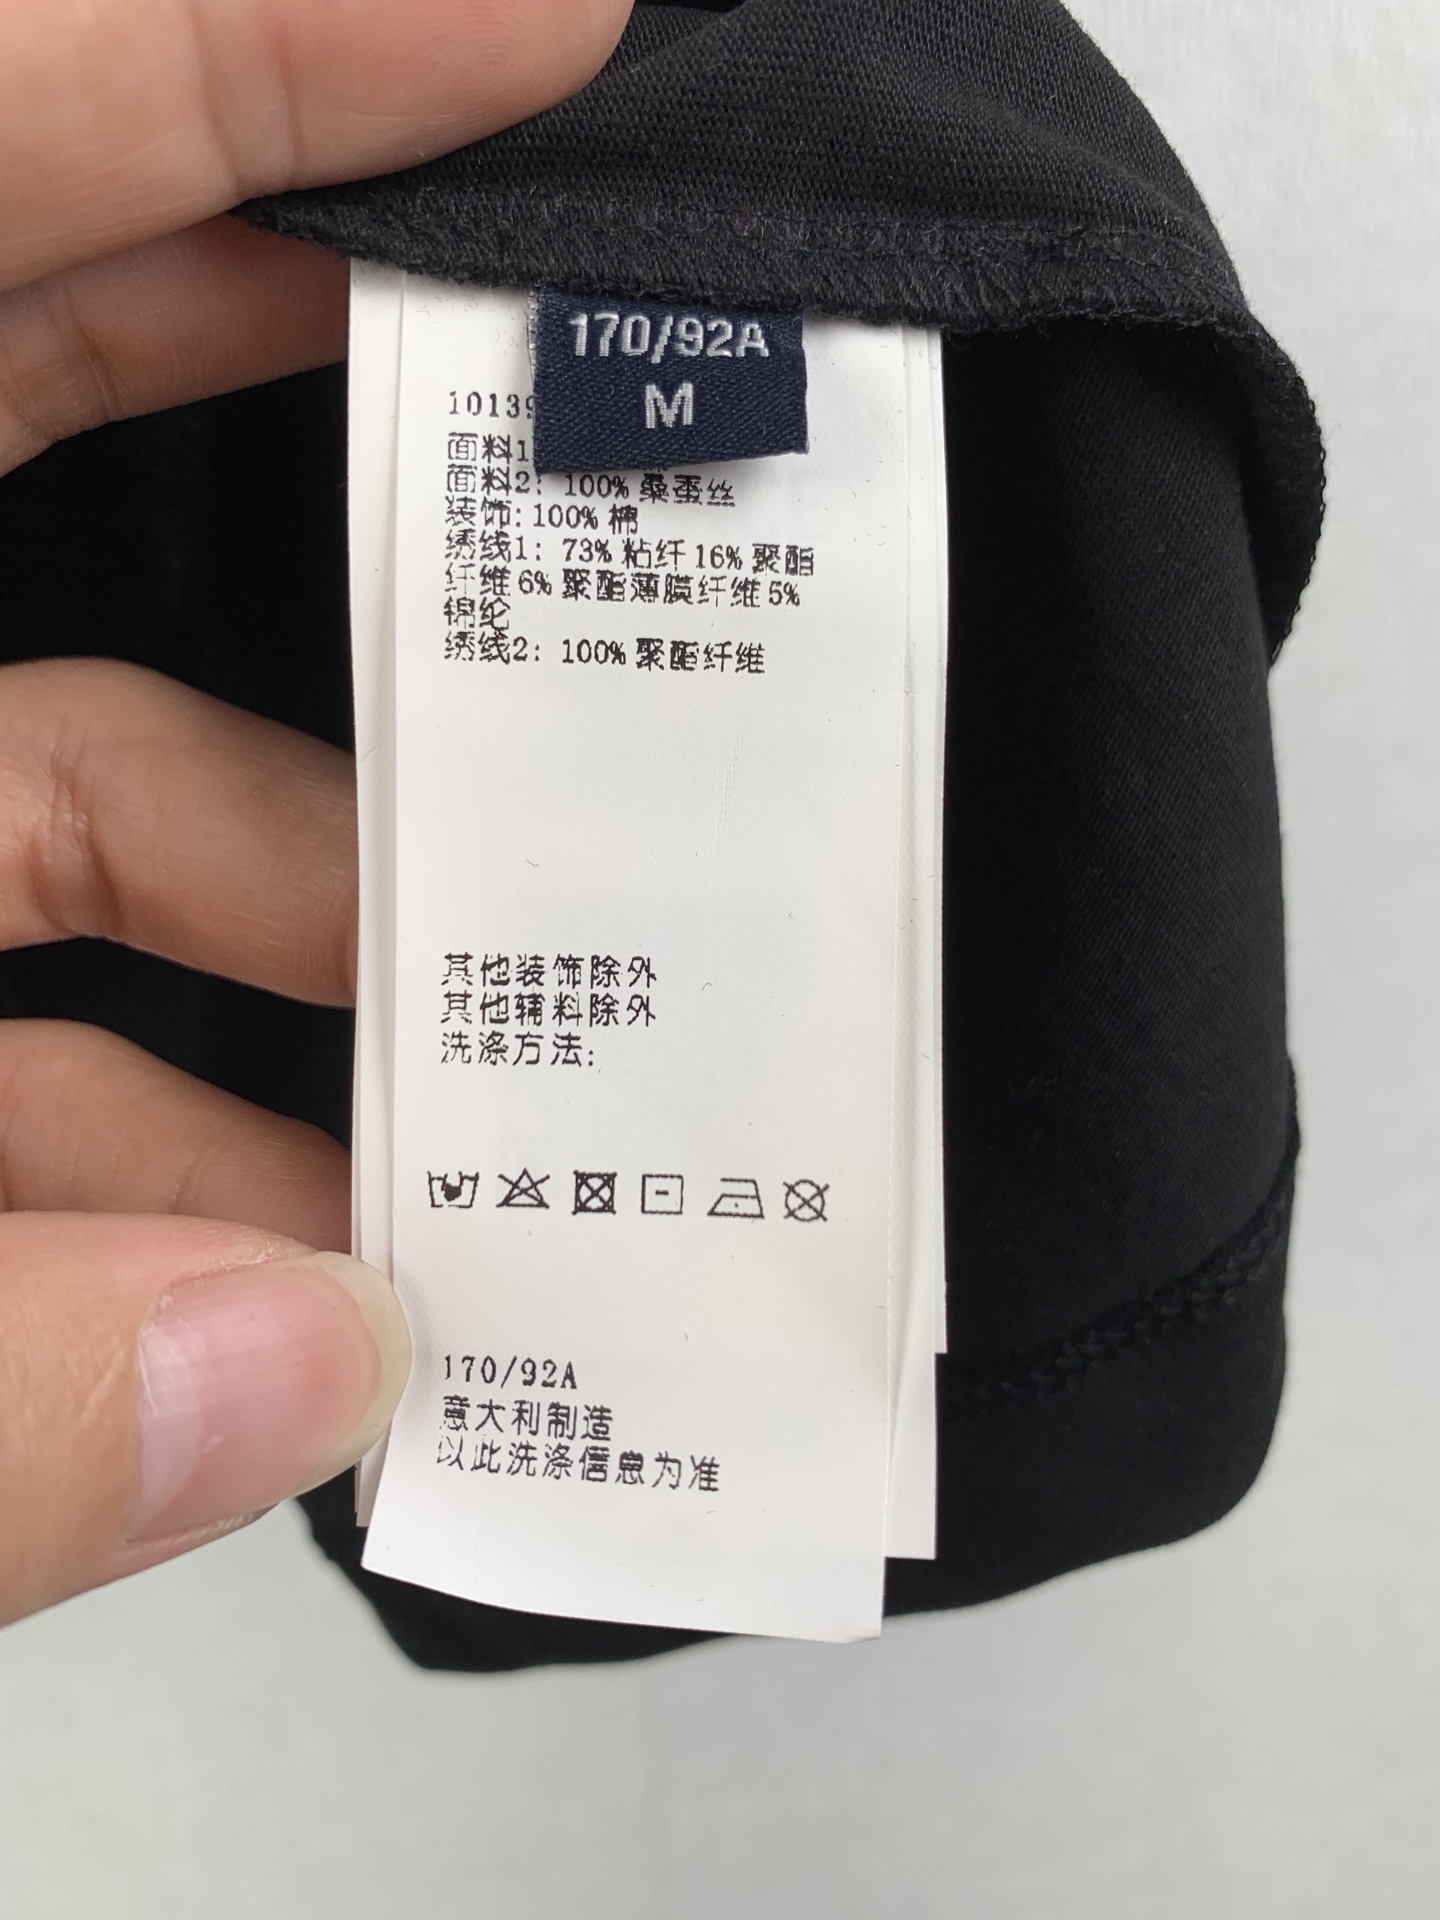 170/92A
M
10139
面料1
面料2: 100% 桑蚕丝
装饰: 100% 棉
绣线1: 73% 粘纤 16% 聚酯
纤维 6% 聚酯薄膜纤维 5%
锦纶
绣线2: 100% 聚酯纤维
其他装饰除外
其他辅料除外
洗涤方法:
170/92A
意大利制造
以此洗涤信息为准